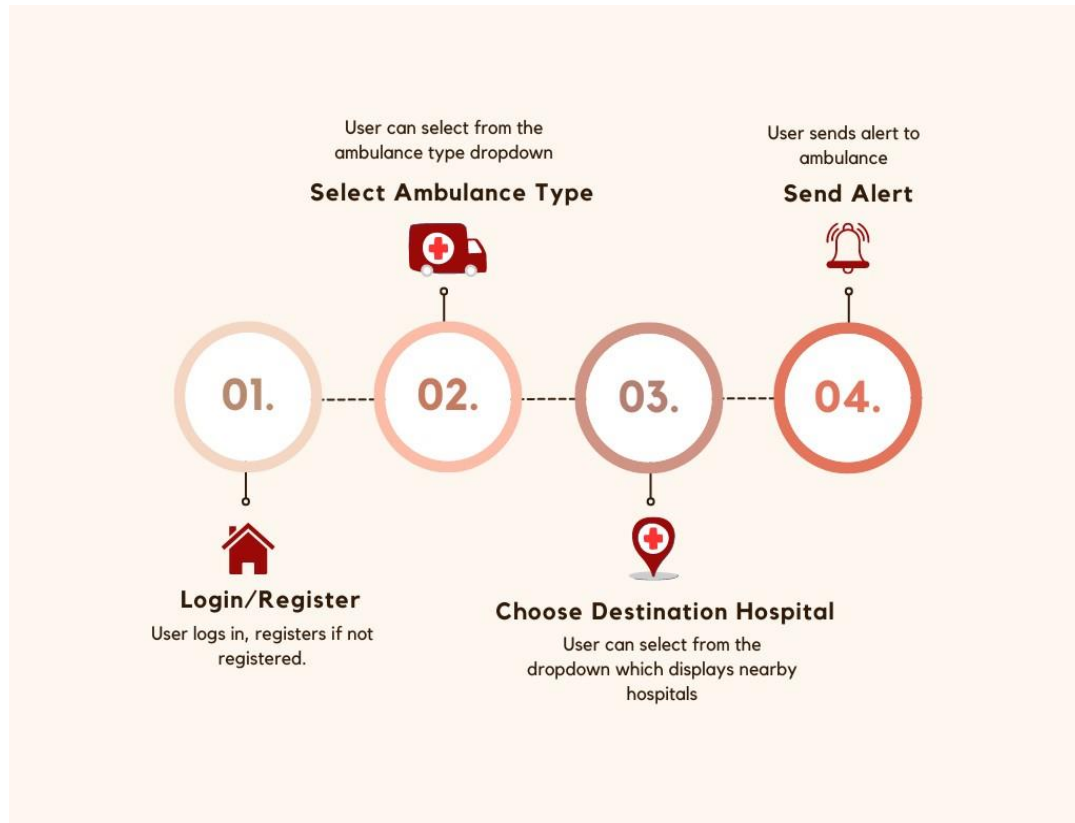 User can select from the
ambulance type dropdown
Select Ambulance Type
User sends alert to
ambulance
Send Alert
01.
02.
03.
04.
Login/Register
User logs in, registers if not
registered.
Choose Destination Hospital
User can select from the
dropdown which displays nearby
hospitals